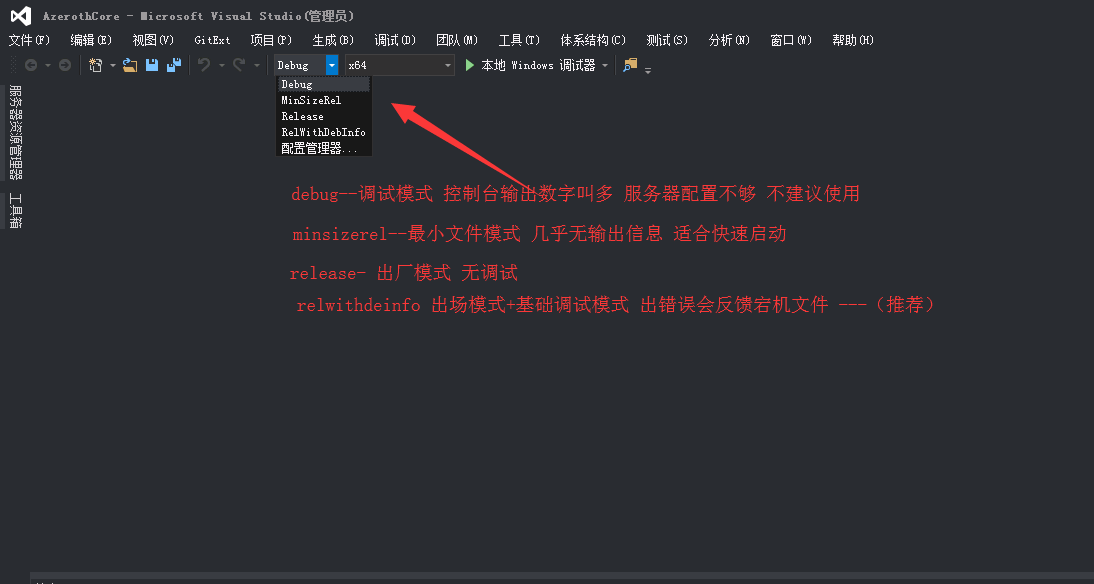 AzerothCore - Microsoft Visual Studio(管理员)
文件(F) 编辑(E) 视图(V) GitExt 项目(P) 生成(B) 调试(D) 团队(M) 工具(T) 体系结构(C) 测试(S) 分析(N) 窗口(W) 帮助(H)
Debug x64 本地 Windows 调试器
Debug
MinSizeRel
Release
RelWithDebInfo
配置管理器...
服务器资源管理器
工具箱
debug--调试模式 控制台输出数字叫多 服务器配置不够 不建议使用
minsizerel--最小文件模式 几乎无输出信息 适合快速启动
release- 出厂模式 无调试
relwithdeinfo 出场模式+基础调试模式 出错误会反馈宕机文件 ---（推荐）